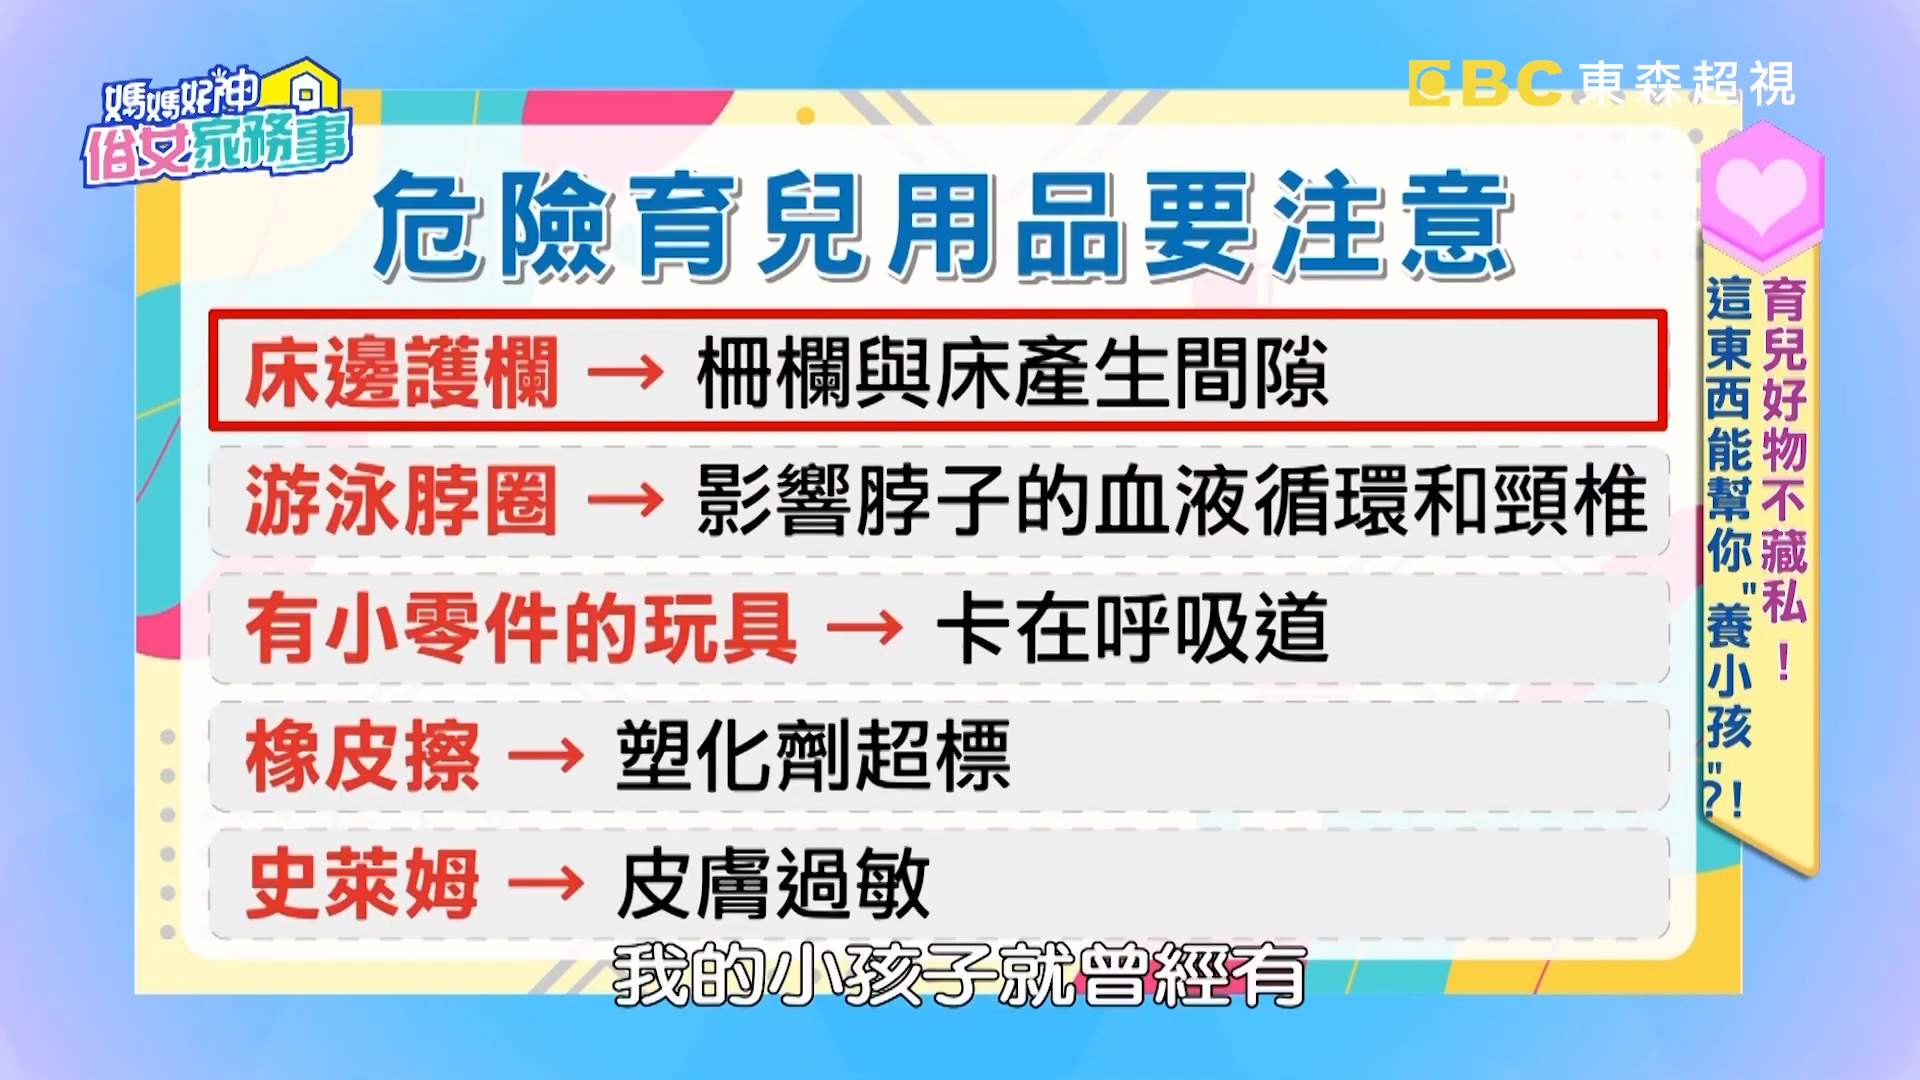 媽媽好神
俗女家務事
EBC 東森超視
危險育兒用品要注意
床邊護欄 → 柵欄與床產生間隙
游泳脖圈 → 影響脖子的血液循環和頸椎
有小零件的玩具 → 卡在呼吸道
橡皮擦 → 塑化劑超標
史萊姆 → 皮膚過敏
育兒好物不藏私！
這東西能幫你"養小孩"?!
我的小孩子就曾經有